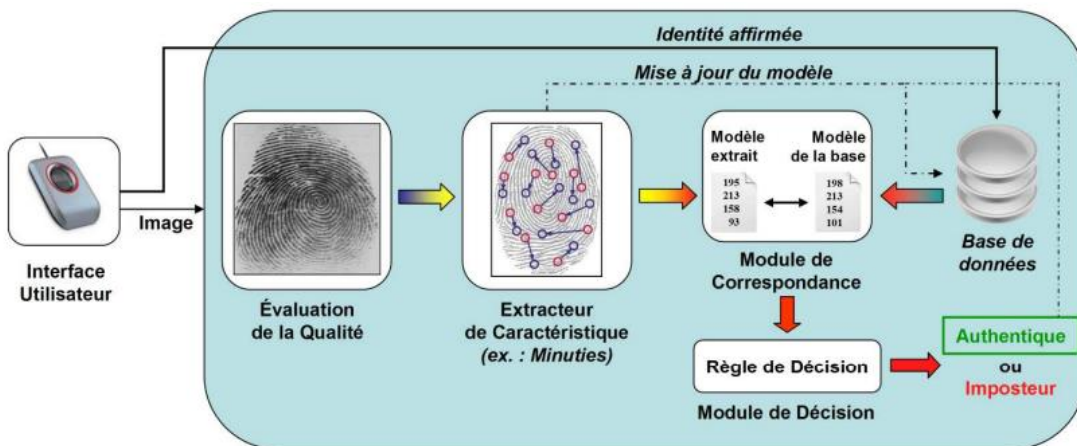 Identité affirmée
Mise à jour du modèle
Image
Interface
Utilisateur
Évaluation
de la Qualité
Extracteur
de Caractéristique
(ex. : Minuties)
Modèle
extrait
195
213
158
93
Modèle
de la base
198
213
154
101
Module de
Correspondance
Base de
données
Règle de Décision
Module de Décision
Authentique
ou
Imposteur